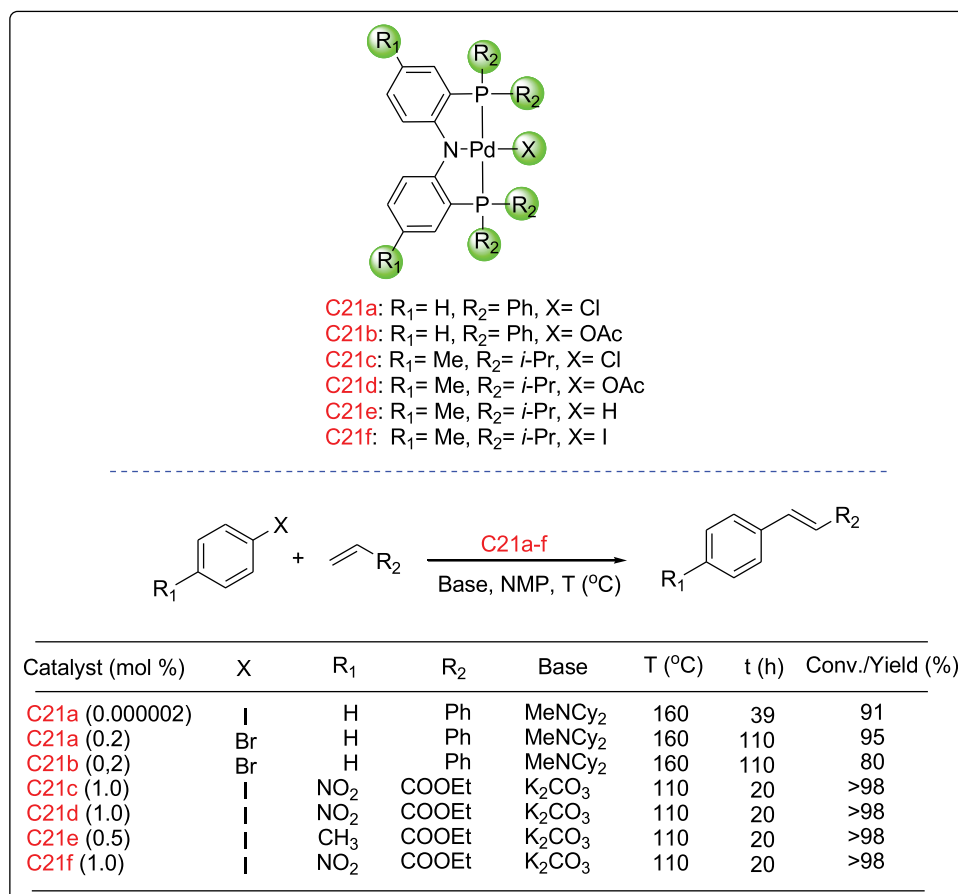 R1
R2
P
R2
N
Pd
X
P
R2
R2
R1
C21a: R1= H, R2= Ph, X= Cl
C21b: R1= H, R2= Ph, X= OAc
C21c: R1= Me, R2= i-Pr, X= Cl
C21d: R1= Me, R2= i-Pr, X= OAc
C21e: R1= Me, R2= i-Pr, X= H
C21f: R1= Me, R2= i-Pr, X= I
X
R1
+
R2
C21a-f
Base, NMP, T (oC)
R2
R1
Catalyst (mol %) X R1 R2 Base T (oC) t (h) Conv./Yield (%)
C21a (0.000002) I H Ph MeNCy2 160 39 91
C21a (0.2) Br H Ph MeNCy2 160 110 95
C21b (0,2) Br H Ph MeNCy2 160 110 80
C21c (1.0) I NO2 COOEt K2CO3 110 20 >98
C21d (1.0) I NO2 COOEt K2CO3 110 20 >98
C21e (0.5) I CH3 COOEt K2CO3 110 20 >98
C21f (1.0) I NO2 COOEt K2CO3 110 20 >98